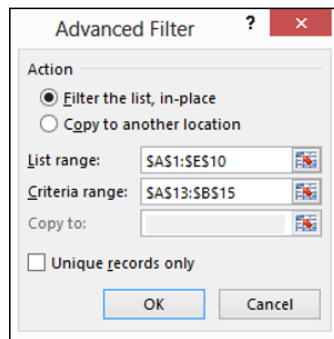 Advanced Filter ? ×
Action
Filter the list, in-place
Copy to another location
List range: $A$1:$E$10
Criteria range: $A$13:$B$15
Copy to:
Unique records only
OK Cancel